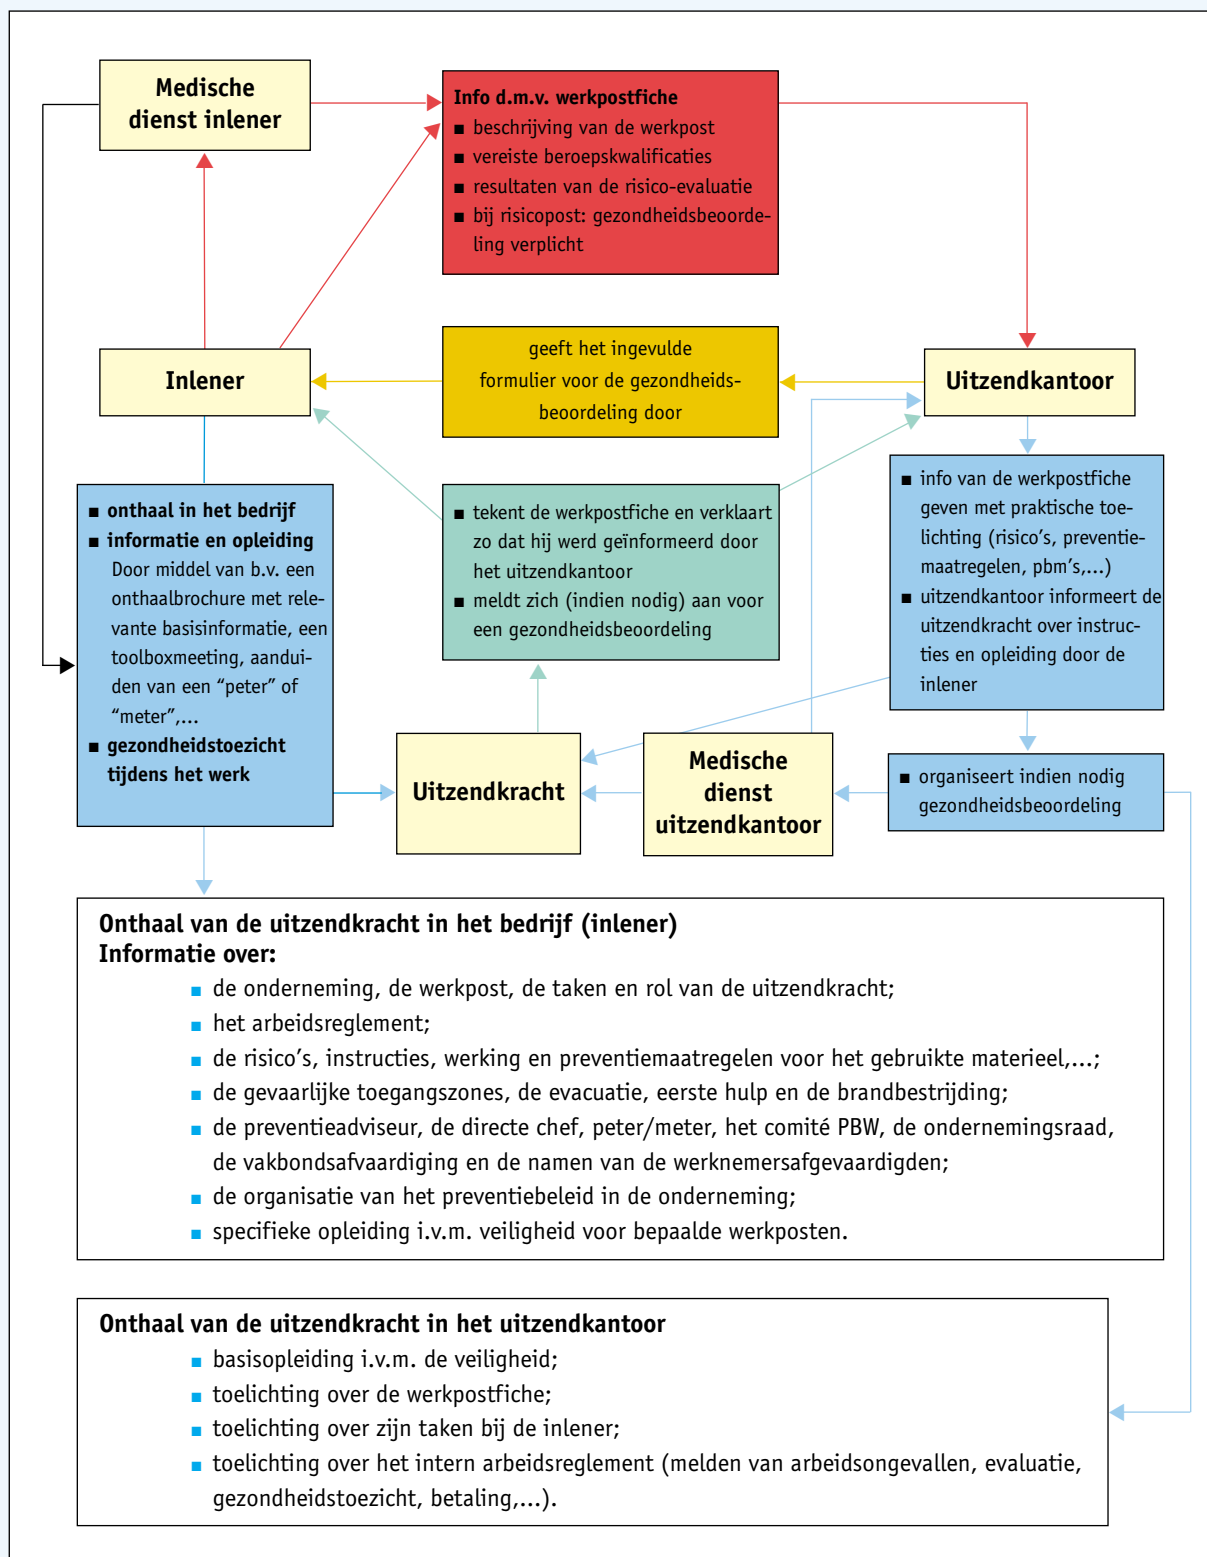 Medische
dienst inlener
Info d.m.v. werkpostfiche
■ beschrijving van de werkpost
■ vereiste beroepskwalificaties
■ resultaten van de risico-evaluatie
■ bij risicopost: gezondheidsbeoorde-
ling verplicht
Inlener
geeft het ingevulde
formulier voor de gezondheids-
beoordeling door
Uitzendkantoor
■ onthaal in het bedrijf
■ informatie en opleiding
Door middel van b.v. een
onthaalbrochure met rele-
vante basisinformatie, een
toolboxmeeting, aandui-
den van een “peter” of
“meter”,…
■ gezondheidstoezicht
tijdens het werk
■ tekent de werkpostfiche en verklaart
zo dat hij werd geïnformeerd door
het uitzendkantoor
■ meldt zich (indien nodig) aan voor
een gezondheidsbeoordeling
■ info van de werkpostfiche
geven met praktische toe-
lichting (risico’s, preventie-
maatregelen, pbm’s,…)
■ uitzendkantoor informeert de
uitzendkracht over instruc-
ties en opleiding door de
inlener
Uitzendkracht
Medische
dienst
uitzendkantoor
■ organiseert indien nodig
gezondheidsbeoordeling
Onthaal van de uitzendkracht in het bedrijf (inlener)
Informatie over:
■ de onderneming, de werkpost, de taken en rol van de uitzendkracht;
■ het arbeidsreglement;
■ de risico’s, instructies, werking en preventiemaatregelen voor het gebruikte materieel,…;
■ de gevaarlijke toegangszones, de evacuatie, eerste hulp en de brandbestrijding;
■ de preventieadviseur, de directe chef, peter/meter, het comité PBW, de ondernemingsraad,
de vakbondsafvaardiging en de namen van de werknemersafgevaardigden;
■ de organisatie van het preventiebeleid in de onderneming;
■ specifieke opleiding i.v.m. veiligheid voor bepaalde werkposten.
Onthaal van de uitzendkracht in het uitzendkantoor
■ basisopleiding i.v.m. de veiligheid;
■ toelichting over de werkpostfiche;
■ toelichting over zijn taken bij de inlener;
■ toelichting over het intern arbeidsreglement (melden van arbeidsongevallen, evaluatie,
gezondheidstoezicht, betaling,…).